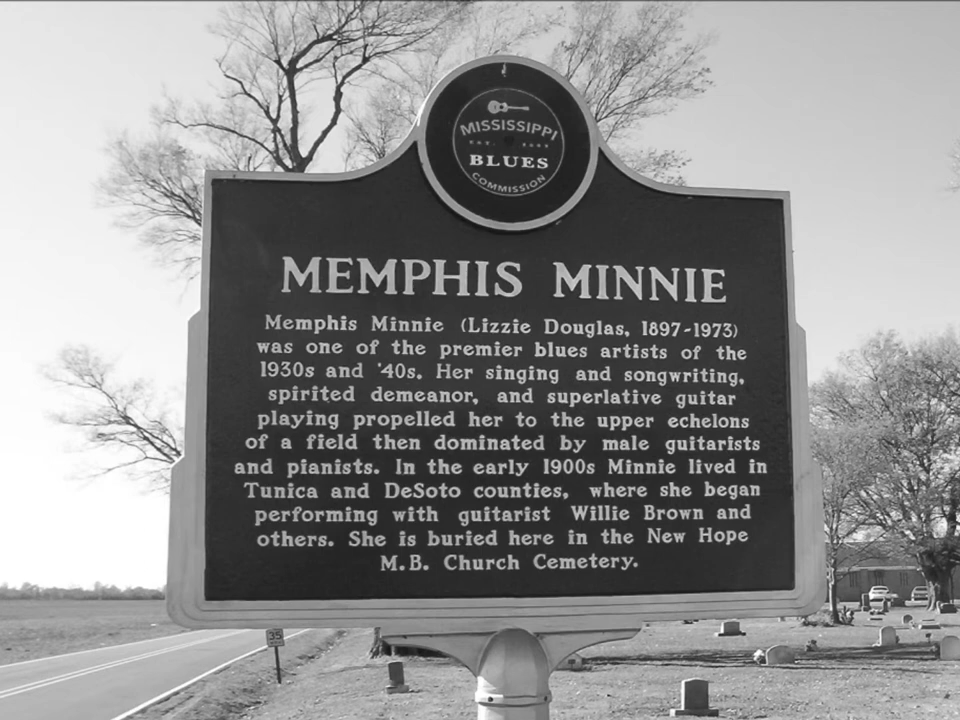 MISSISSIPPI
EST.
BLUES
COMMISSION
MEMPHIS MINNIE
Memphis Minnie (Lizzie Douglas, 1897-1973)
was one of the premier blues artists of the
1930s and '40s. Her singing and songwriting,
spirited demeanor, and superlative guitar
playing propelled her to the upper echelons
of a field then dominated by male guitarists
and pianists. In the early 1900s Minnie lived in
Tunica and DeSoto counties, where she began
performing with guitarist Willie Brown and
others. She is buried here in the New Hope
M.B. Church Cemetery.
35